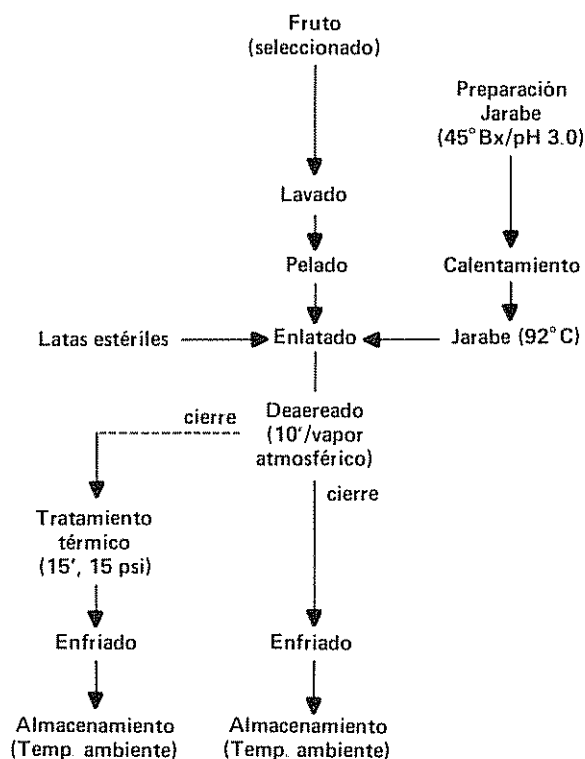 Fruto
(seleccionado)
Preparación
Jarabe
(45°Bx/pH 3.0)
Lavado
Pelado
Calentamiento
Latas estériles
Enlatado
Jarabe (92°C)
cierre
Deaereado
(10'/vapor
atmosférico)
cierre
Tratamiento
térmico
(15', 15 psi)
Enfriado
Enfriado
Almacenamiento
(Temp. ambiente)
Almacenamiento
(Temp. ambiente)